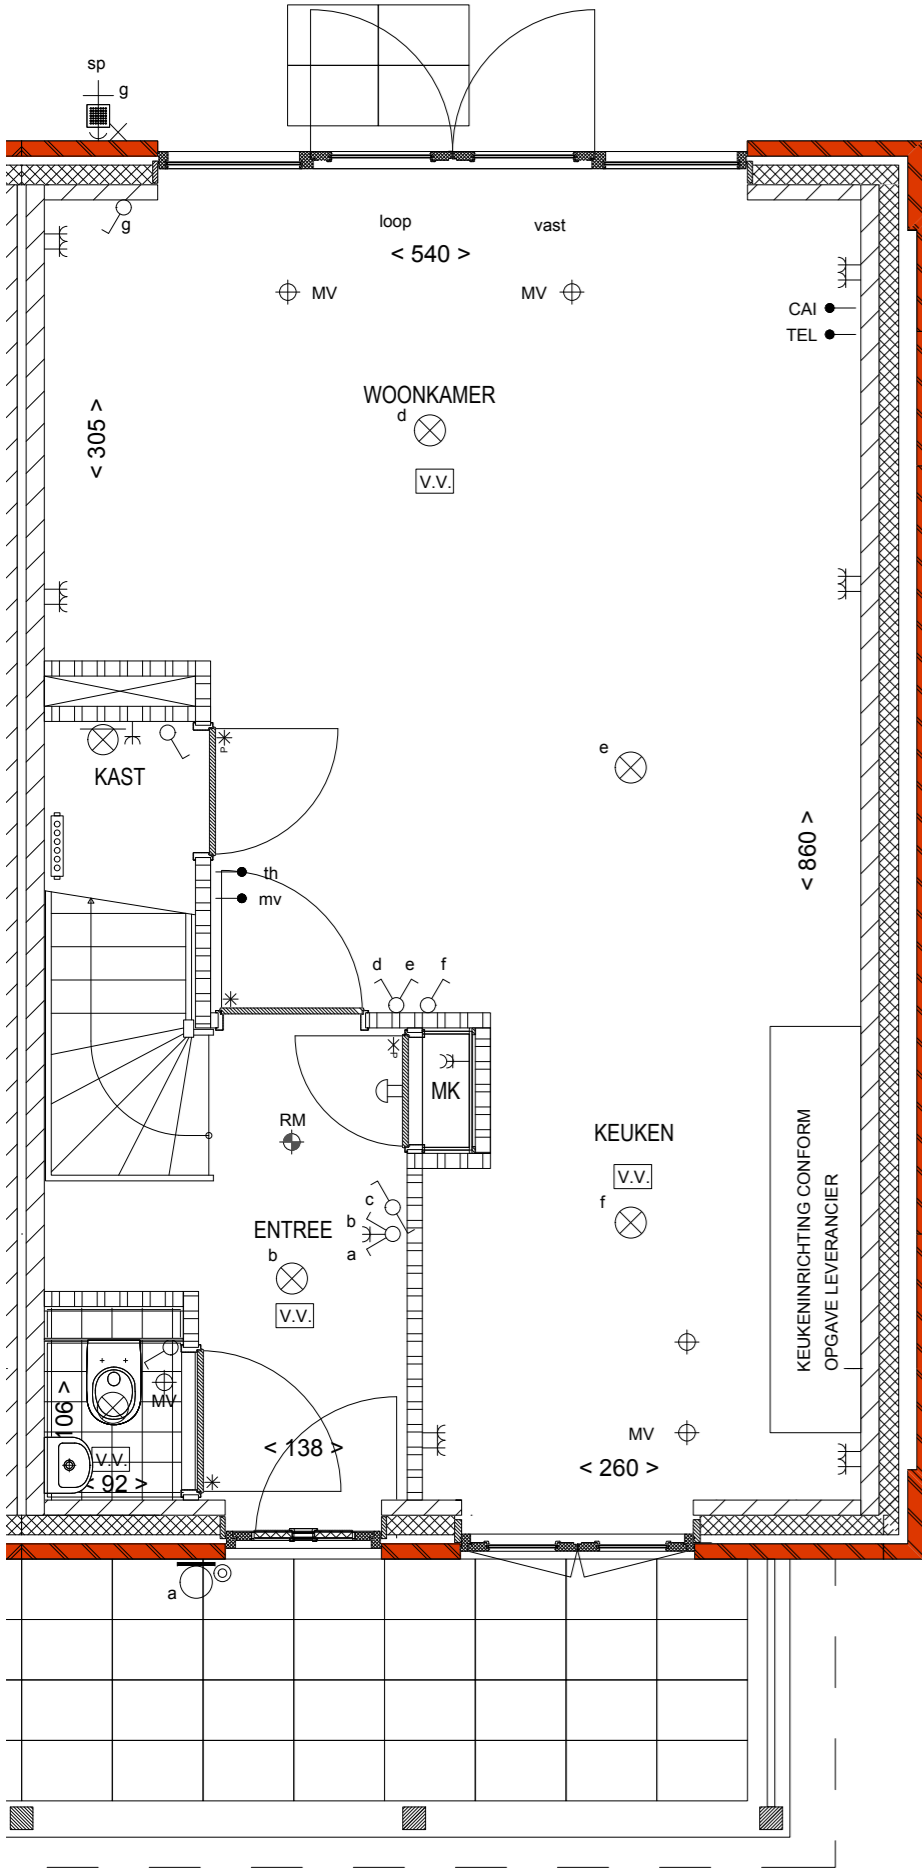 sp
g
g
loop
vast
< 540 >
MV
MV
CAI
TEL
WOONKAMER
d
V.V.
< 305 >
P
e
KAST
< 860 >
th
mv
d e f
P
MK
RM
KEUKEN
V.V.
f
c
b
a
ENTREE
b
V.V.
KEUKENINRICHTING CONFORM
OPGAVE LEVERANCIER
MV
106 >
V.V.
< 92 >
< 138 >
MV
< 260 >
a